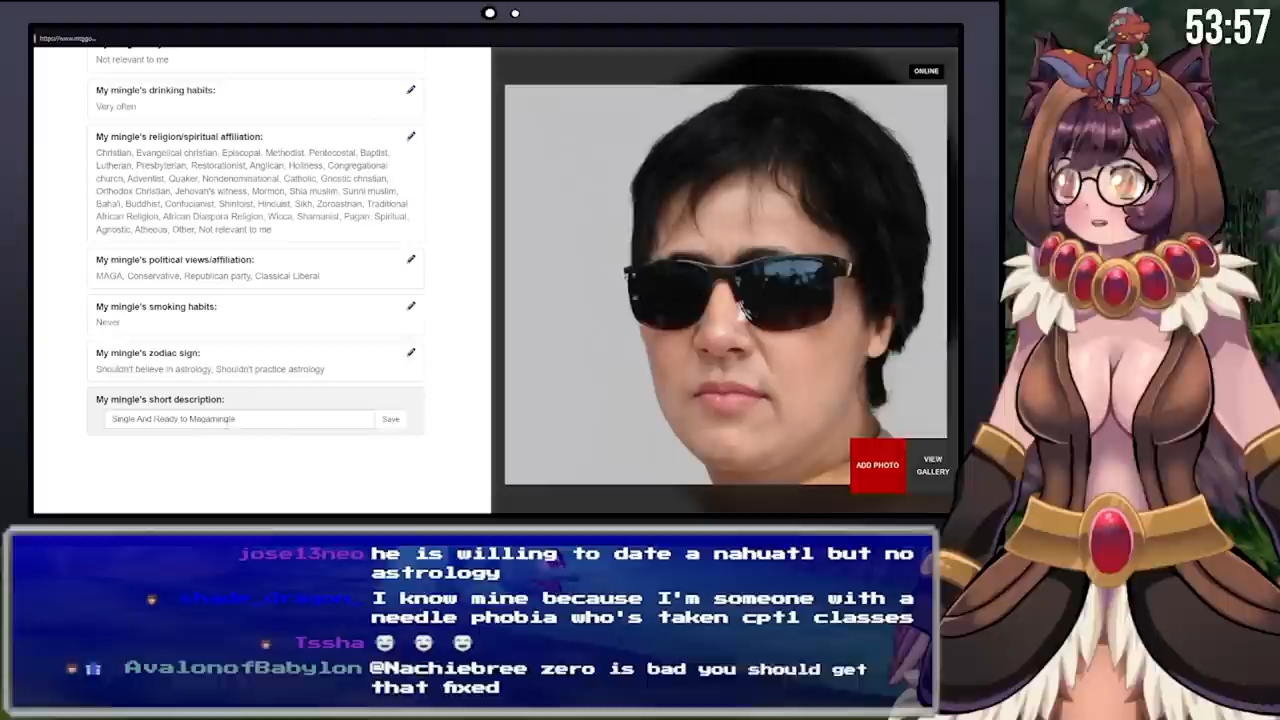 53:57
https://www.mggo...
Not relevant to me
ONLINE
My mingle's drinking habits:
Very often
My mingle's religion/spiritual affiliation:
Christian, Evangelical christian, Episcopal, Methodist, Pentecostal, Baptist,
Lutheran, Presbyterian, Restorationist, Anglican, Holiness, Congregational
church, Adventist, Quaker, Nondenominational, Catholic, Gnostic christian,
Orthodox Christian, Jehovah's witness, Mormon, Shia muslim, Sunni muslim,
Baha'i, Buddhist, Confucianist, Shintoist, Hinduist, Sikh, Zoroastrian, Traditional
African Religion, African Diaspora Religion, Wicca, Shamanist, Pagan, Spiritual,
Agnostic, Atheous, Other, Not relevant to me
My mingle's political views/affiliation:
MAGA, Conservative, Republican party, Classical Liberal
My mingle's smoking habits:
Never
My mingle's zodiac sign:
Shouldn't believe in astrology, Shouldn't practice astrology
My mingle's short description:
Single And Ready to Magamingle
Save
ADD PHOTO
VIEW
GALLERY
jose13neo he is willing to date a nahuatl but no
astrology
I know mine because I'm someone with a
needle phobia who's taken cpt1 classes
Tssha
AvalonofBabylon @Nachiebree zero is bad you should get
that fixed